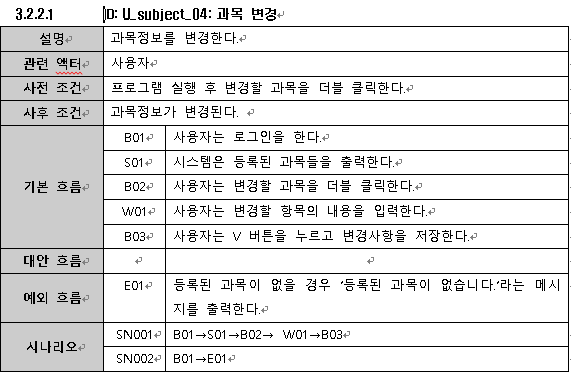 3.2.2.1 ID: U_subject_04: 과목 변경
설명 과목정보를 변경한다.
관련 액터 사용자
사전 조건 프로그램 실행 후 변경할 과목을 더블 클릭한다.
사후 조건 과목정보가 변경된다.
기본 흐름
B01 사용자는 로그인을 한다.
S01 시스템은 등록된 과목들을 출력한다.
B02 사용자는 변경할 과목을 더블 클릭한다.
W01 사용자는 변경할 항목의 내용을 입력한다.
B03 사용자는 V 버튼을 누르고 변경사항을 저장한다.
대안 흐름
예외 흐름
E01 등록된 과목이 없을 경우 ‘등록된 과목이 없습니다.’라는 메시
지를 출력한다.
시나리오
SN001 B01→S01→B02→ W01→B03
SN002 B01→E01